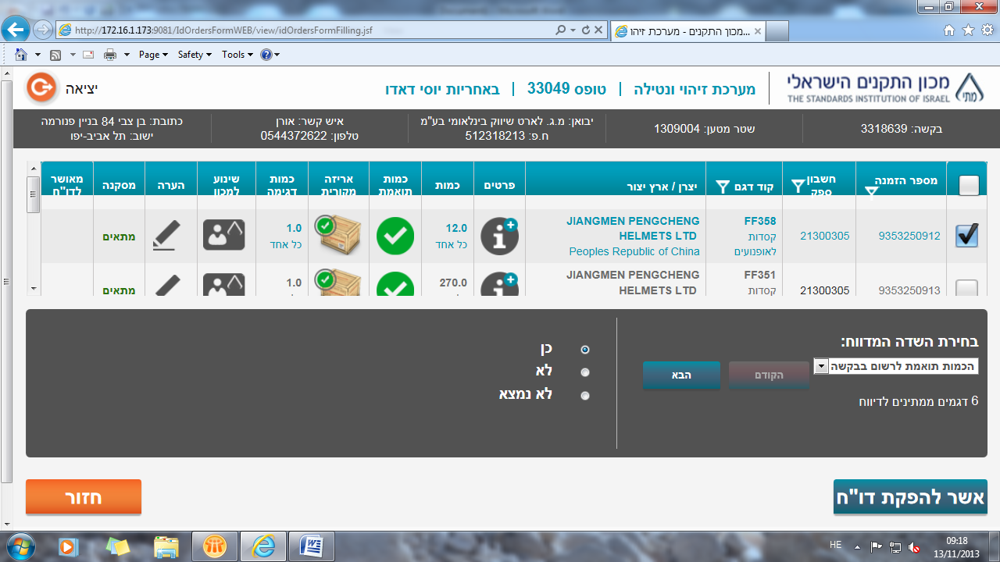 http://172.16.1.173:9081/IdOrdersFormWEB/view/idOrdersFormFilling.jsf
מכון התקנים - מערכת זיהו...
Page Safety Tools
מכון התקנים הישראלי
THE STANDARDS INSTITUTION OF ISRAEL
מתי
מערכת זיהוי ונטילה | טופס 33049 | באחריות יוסי דאדו
יציאה
בקשה: 3318639
שטר מטען: 1309004
יבואן: מ.ג. לארט שיווק בינלאומי בע"מ
ח.פ: 512318213
איש קשר: אורן
טלפון: 0544372622
כתובת: בן צבי 84 בניין פנורמה
ישוב: תל אביב-יפו
מספר הזמנה
חשבון ספק
קוד דגם
יצרן / ארץ יצור
פרטים
כמות
כמות תואמת
אריזה מקורית
כמות דגימה
שינוע למכון
הערה
מסקנה
מאושר לדו"ח
9353250912
21300305
FF358
קסדות
לאופנועים
JIANGMEN PENGCHENG
HELMETS LTD
Peoples Republic of China
12.0
כל אחד
1.0
כל אחד
מתאים
9353250913
21300305
FF351
קסדות
JIANGMEN PENGCHENG
HELMETS LTD
270.0
1.0
מתאים
בחירת השדה המדווח:
הכמות תואמת לרשום בבקשה
הקודם
הבא
6 דגמים ממתינים לדיווח
כן
לא
לא נמצא
אשר להפקת דו"ח
חזור
HE
09:18
13/11/2013